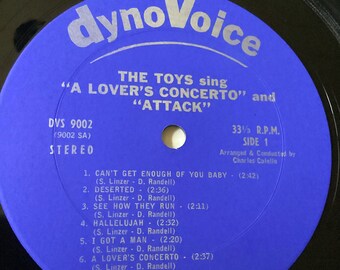 dynoVoice
THE TOYS sing
"A LOVER'S CONCERTO" and
"ATTACK"
DVS 9002
(9002 SA)
STEREO
33⅓ R.P.M.
SIDE 1
Arranged & Conducted by
Charles Calello
1. CAN'T GET ENOUGH OF YOU BABY - (2:42)
(S. Linzer - D. Randell)
2. DESERTED - (2:36)
(S. Linzer - D. Randell)
3. SEE HOW THEY RUN - (2:11)
(S. Linzer - D. Randell)
4. HALLELUJAH - (2:32)
(S. Linzer - D. Randell)
5. I GOT A MAN - (2:20)
(S. Linzer - D. Randell)
6. A LOVER'S CONCERTO - (2:37)
(S. Linzer - D. Randell)